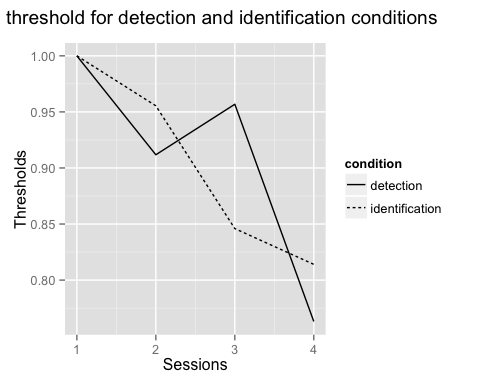 threshold for detection and identification conditions
1.00
0.95
0.90
0.85
0.80
Thresholds
1 2 3 4
Sessions
condition
detection
identification